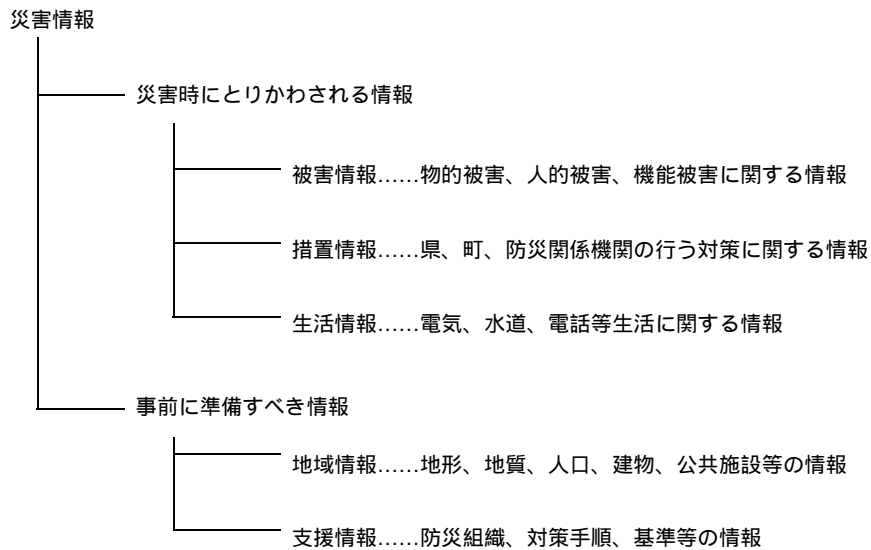 災害情報
災害時にとりかわされる情報
被害情報……物的被害、人的被害、機能被害に関する情報
措置情報……県、町、防災関係機関の行う対策に関する情報
生活情報……電気、水道、電話等生活に関する情報
事前に準備すべき情報
地域情報……地形、地質、人口、建物、公共施設等の情報
支援情報……防災組織、対策手順、基準等の情報